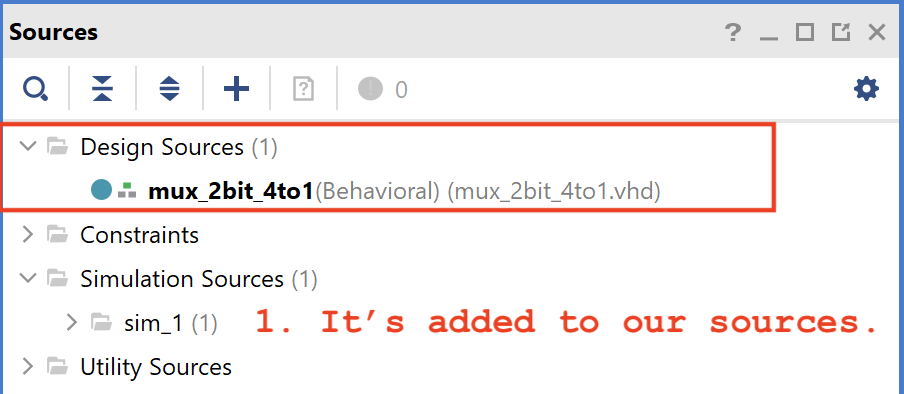 Sources
0
Design Sources (1)
mux_2bit_4to1(Behavioral) (mux_2bit_4to1.vhd)
Constraints
Simulation Sources (1)
sim_1 (1) 1. It’s added to our sources.
Utility Sources